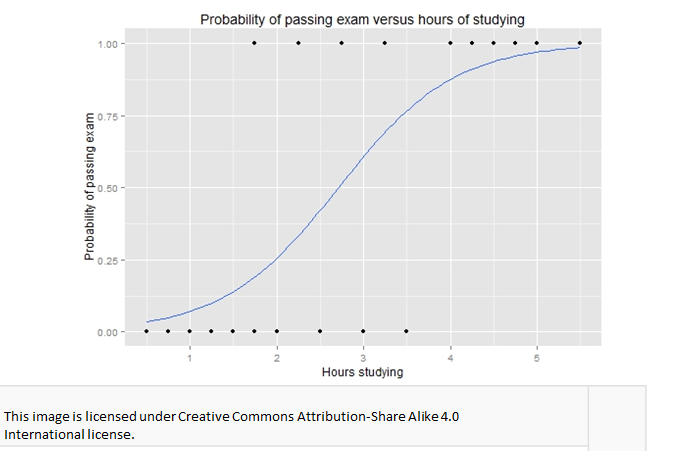 Probability of passing exam versus hours of studying
1.00
0.75
0.50
0.25
0.00
Probability of passing exam
1 2 3 4 5
Hours studying
This image is licensed under Creative Commons Attribution-Share Alike 4.0
International license.